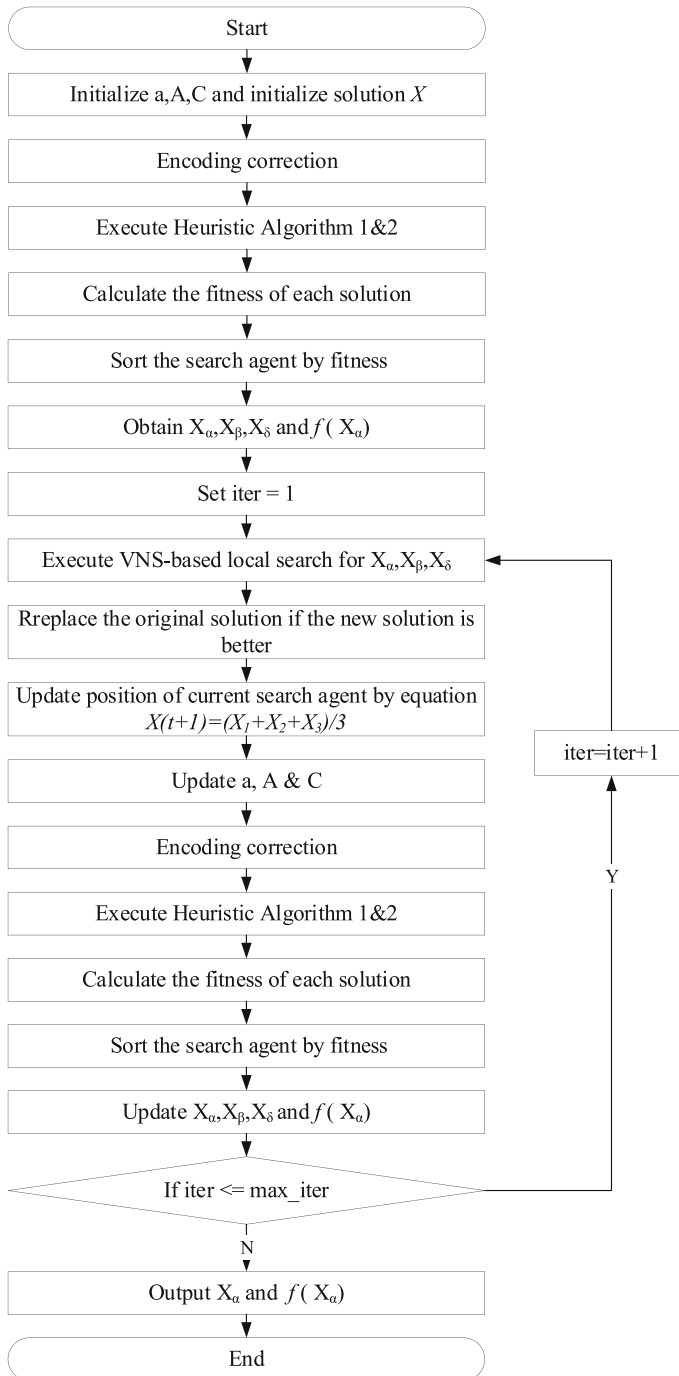 Start
Initialize a,A,C and initialize solution X
Encoding correction
Execute Heuristic Algorithm 1&2
Calculate the fitness of each solution
Sort the search agent by fitness
Obtain Xα,Xβ,Xδ and f ( Xα)
Set iter = 1
Execute VNS-based local search for Xα,Xβ,Xδ
Rreplace the original solution if the new solution is
better
Update position of current search agent by equation
X(t+1)=(X1+X2+X3)/3
iter=iter+1
Update a, A & C
Encoding correction
Y
Execute Heuristic Algorithm 1&2
Calculate the fitness of each solution
Sort the search agent by fitness
Update Xα,Xβ,Xδ and f ( Xα)
If iter <= max_iter
N
Output Xα and f ( Xα)
End